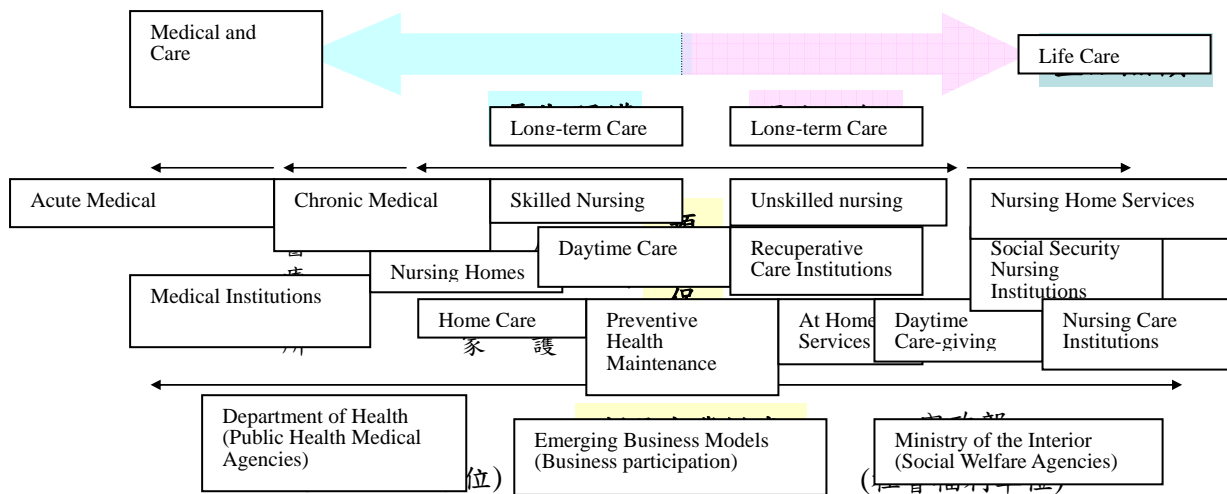 Medical and
Care
Life Care
Long-term Care
Long-term Care
Acute Medical
Chronic Medical
Skilled Nursing
Unskilled nursing
Nursing Home Services
Daytime Care
Recuperative
Care Institutions
Social Security
Nursing
Institutions
Nursing Homes
Medical Institutions
Home Care
Preventive
Health
Maintenance
At Home
Services
Daytime
Care-giving
Nursing Care
Institutions
家 護
Department of Health
(Public Health Medical
Agencies)
Emerging Business Models
(Business participation)
Ministry of the Interior
(Social Welfare Agencies)
位)